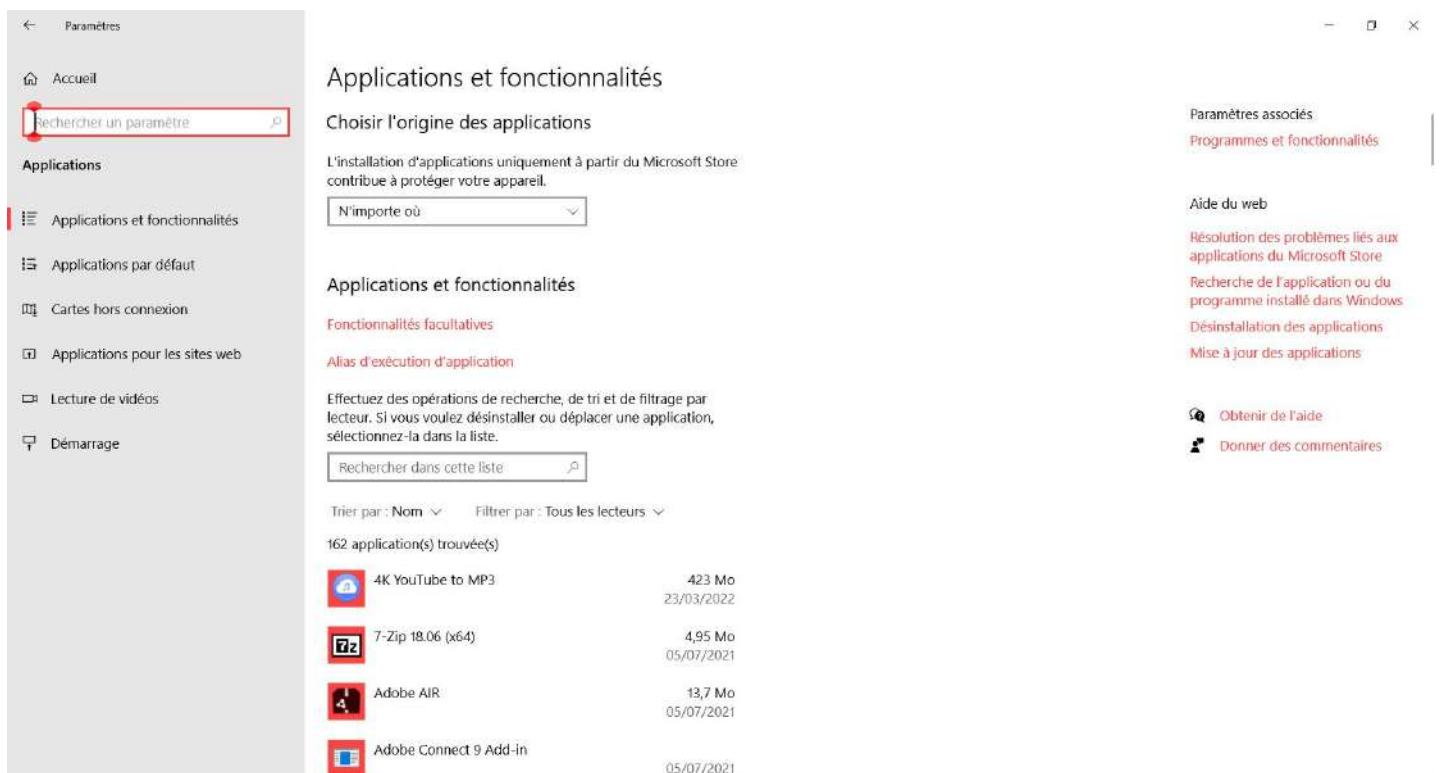 Paramètres
Accueil
Rechercher un paramètre
Applications
Applications et fonctionnalités
Applications par défaut
Cartes hors connexion
Applications pour les sites web
Lecture de vidéos
Démarrage
Applications et fonctionnalités
Choisir l'origine des applications
L'installation d'applications uniquement à partir du Microsoft Store
contribue à protéger votre appareil.
N'importe où
Applications et fonctionnalités
Fonctionnalités facultatives
Alias d'exécution d'application
Effectuez des opérations de recherche, de tri et de filtrage par
lecteur. Si vous voulez désinstaller ou déplacer une application,
sélectionnez-la dans la liste.
Rechercher dans cette liste
Trier par : Nom Filtrer par : Tous les lecteurs
162 application(s) trouvée(s)
4K YouTube to MP3 423 Mo
23/03/2022
7-Zip 18.06 (x64) 4,95 Mo
05/07/2021
Adobe AIR 13,7 Mo
05/07/2021
Adobe Connect 9 Add-in
05/07/2021
Paramètres associés
Programmes et fonctionnalités
Aide du web
Résolution des problèmes liés aux
applications du Microsoft Store
Recherche de l'application ou du
programme installé dans Windows
Désinstallation des applications
Mise à jour des applications
Obtenir de l'aide
Donner des commentaires